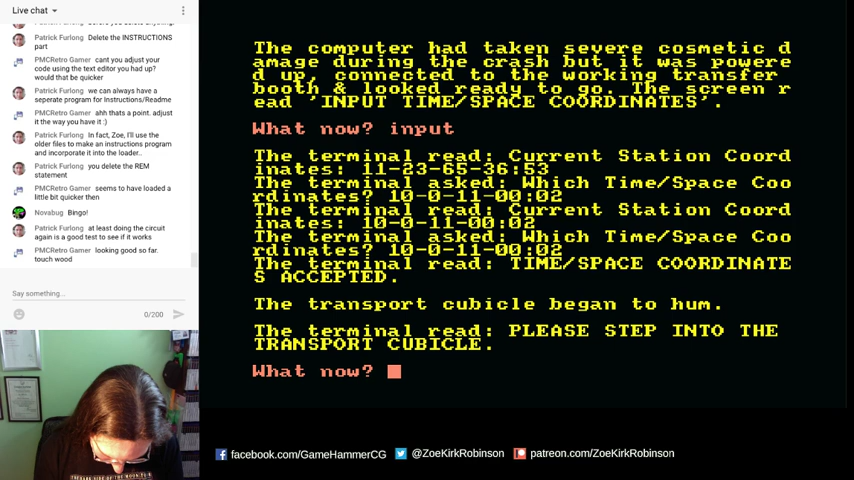 Live chat
Patrick Furlong Delete the INSTRUCTIONS
part
PMCRetro Gamer cant you adjust your
code using the text editor you had up?
would that be quicker
Patrick Furlong we can always have a
seperate program for Instructions/Readme
PMCRetro Gamer ahh thats a point. adjust
it the way you have it :)
Patrick Furlong In fact, Zoe, I'll use the
older files to make an instructions program
and incorporate it into the loader..
Patrick Furlong you delete the REM
statement
PMCRetro Gamer seems to have loaded a
little bit quicker then
Novabug Bingo!
Patrick Furlong at least doing the circuit
again is a good test to see if it works
PMCRetro Gamer looking good so far.
touch wood
Say something...
0/200
The computer had taken severe cosmetic d
amage during the crash but it was powere
d up, connected to the working transfer
booth & looked ready to go. The screen r
ead 'INPUT TIME/SPACE COORDINATES'.
What now? input
The terminal read: Current Station Coord
inates: 11-23-65-36:53
The terminal asked: Which Time/Space Coo
rdinates? 10-0-11-00:02
The terminal read: Current Station Coord
inates: 10-0-11-00:02
The terminal asked: Which Time/Space Coo
rdinates? 10-0-11-00:02
The terminal read: TIME/SPACE COORDINATE
S ACCEPTED.
The transport cubicle began to hum.
The terminal read: PLEASE STEP INTO THE
TRANSPORT CUBICLE.
What now?
facebook.com/GameHammerCG @ZoeKirkRobinson patreon.com/ZoeKirkRobinson